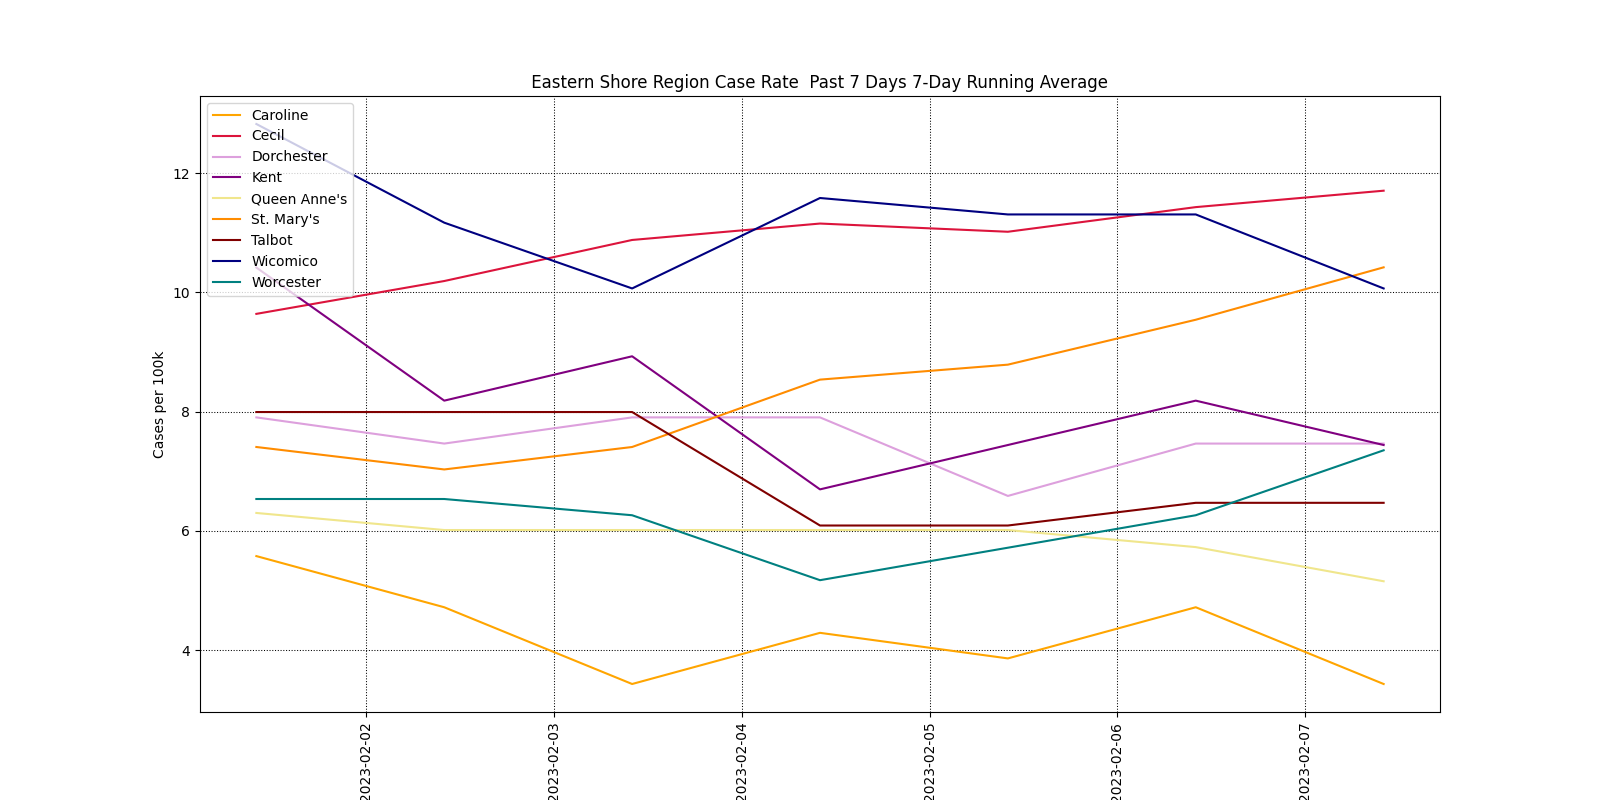 Eastern Shore Region Case Rate  Past 7 Days 7-Day Running Average
Caroline
Cecil
Dorchester
Kent
Queen Anne's
St. Mary's
Talbot
Wicomico
Worcester
Cases per 100k
12
10
8
6
4
2023-02-02
2023-02-03
2023-02-04
2023-02-05
2023-02-06
2023-02-07